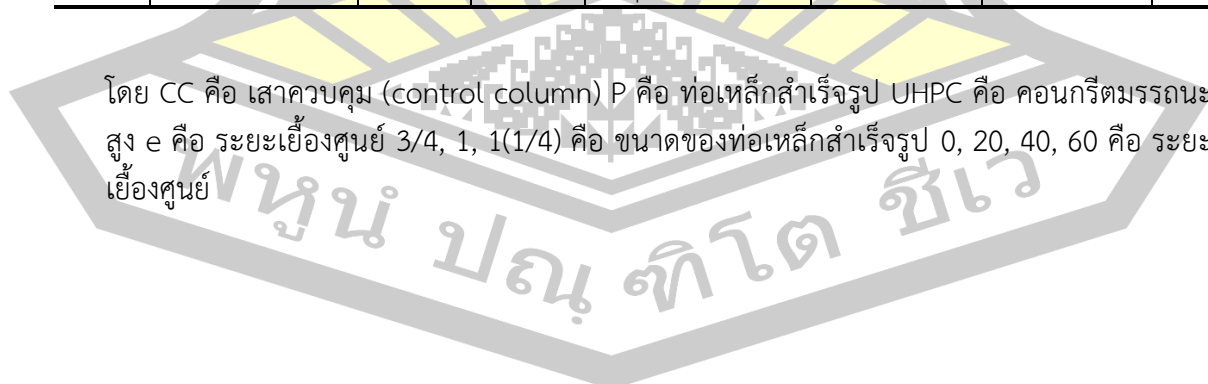 โดย CC คือ เสาควบคุม (control column) P คือ ท่อเหล็กสำเร็จรูป UHPC คือ คอนกรีตมรรถนะ
สูง e คือ ระยะเยื้องศูนย์ 3/4, 1, 1(1/4) คือ ขนาดของท่อเหล็กสำเร็จรูป 0, 20, 40, 60 คือ ระยะ
เยื้องศูนย์
พหูนํ ปณฺฑิโต ชีเว